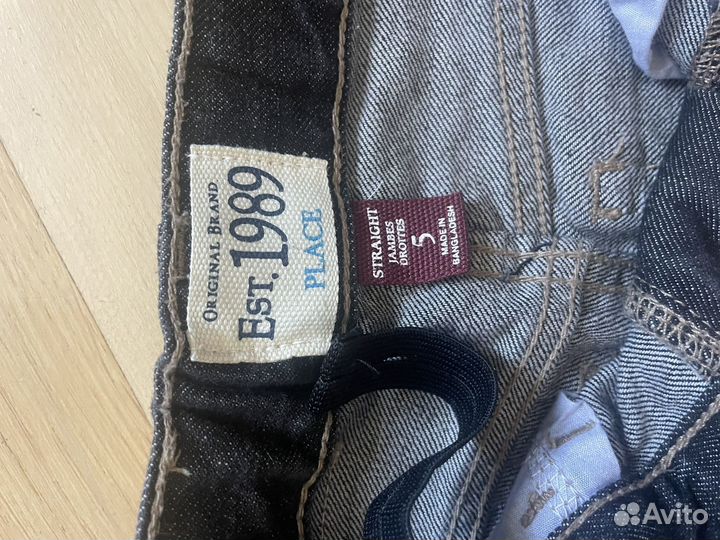 ORIGINAL BRAND
EST. 1989
PLACE
STRAIGHT
JAMBES
DROITES
5
MADE IN
BANGLADESH
Avito